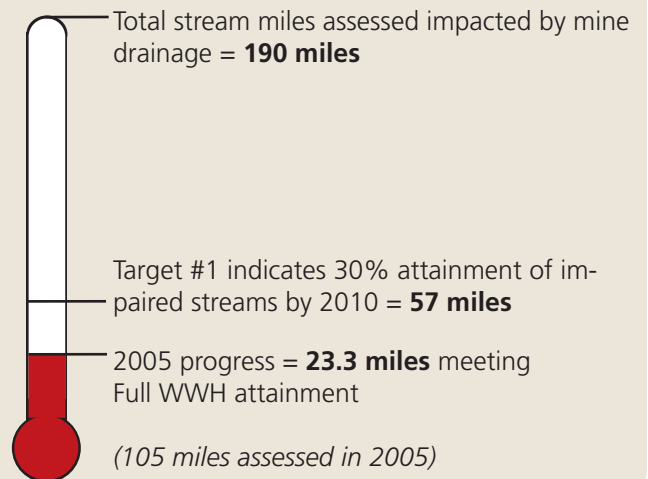 Total stream miles assessed impacted by mine
drainage = 190 miles
Target #1 indicates 30% attainment of im-
paired streams by 2010 = 57 miles
2005 progress = 23.3 miles meeting
Full WWH attainment
(105 miles assessed in 2005)